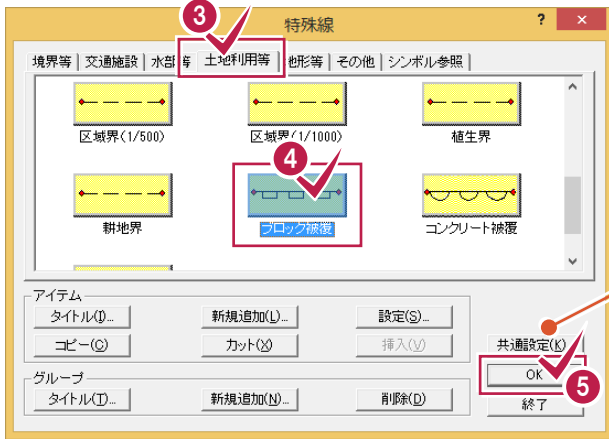 3
特殊線
? ×
境界等 交通施設 水部等 土地利用等 地形等 その他 シンボル参照
区域界(1/500) 区域界(1/1000) 植生界
4
耕地界 ブロック被覆 コンクリート被覆
アイテム
タイトル(I)... 新規追加(L)... 設定(S)...
コピー(C) カット(X) 挿入(V) 共通設定(K)
グループ
OK
5
タイトル(T)... 新規追加(N)... 削除(D) 終了